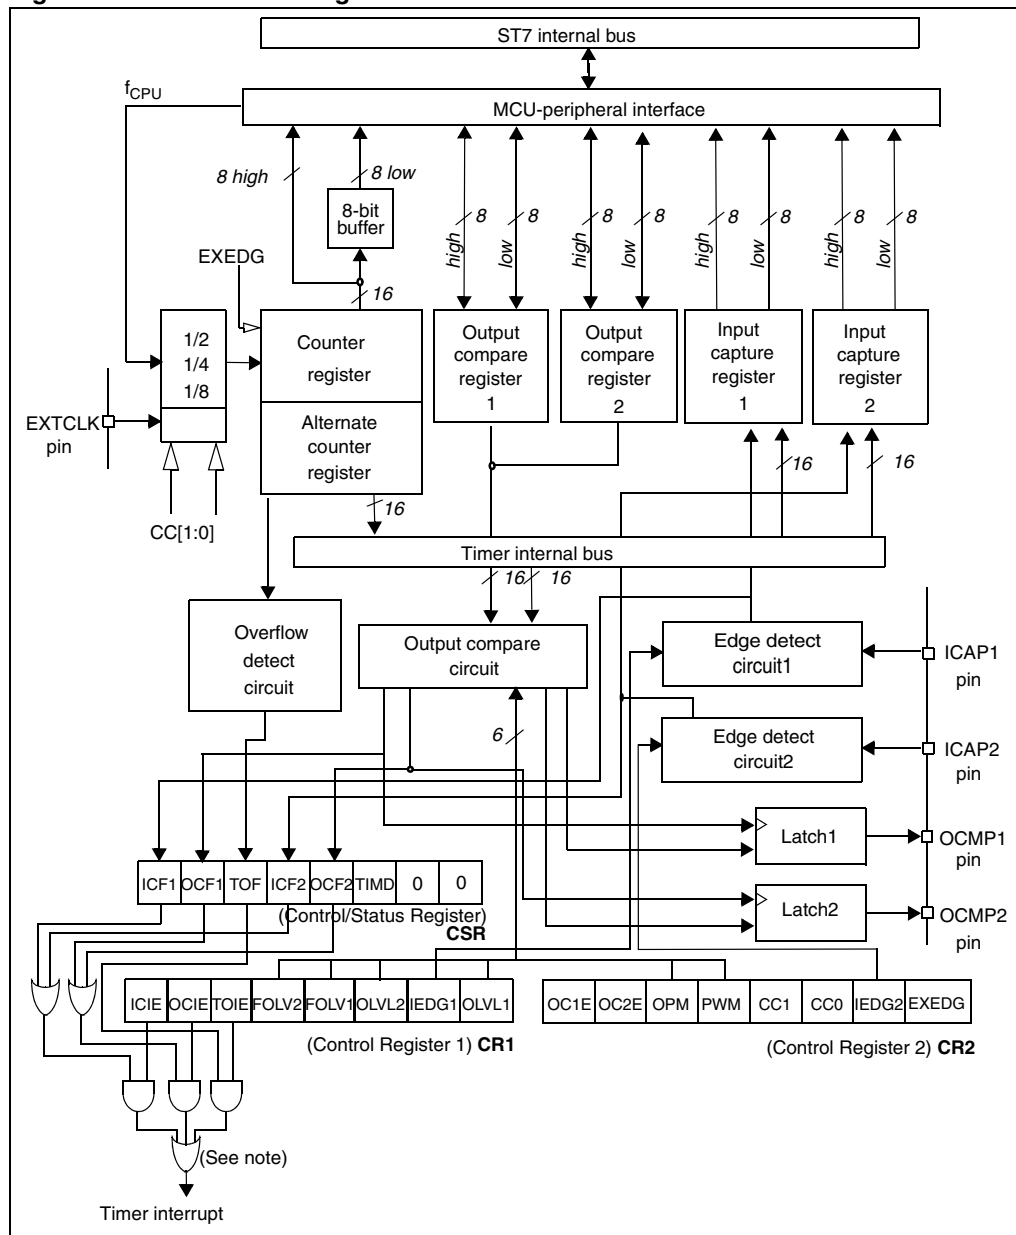 ST7 internal bus
fCPU
MCU-peripheral interface
8 high
8 low
8-bit
buffer
high
8
low
8
high
8
low
8
high
8
low
8
high
8
low
8
EXEDG
16
1/2
1/4
1/8
Counter
register
Output
compare
register
1
Output
compare
register
2
Input
capture
register
1
Input
capture
register
2
EXTCLK
pin
Alternate
counter
register
16
16
16
CC[1:0]
Timer internal bus
16
16
Overflow
detect
circuit
Output compare
circuit
Edge detect
circuit1
ICAP1
pin
6
Edge detect
circuit2
ICAP2
pin
Latch1
OCMP1
pin
ICF1 OCF1 TOF ICF2 OCF2 TIMD 0 0
(Control/Status Register)
CSR
Latch2
OCMP2
pin
ICIE OCIE TOIE FOLV2 FOLV1 OLVL2 IEDG1 OLVL1
OC1E OC2E OPM PWM CC1 CC0 IEDG2 EXEDG
(Control Register 1) CR1
(Control Register 2) CR2
(See note)
Timer interrupt